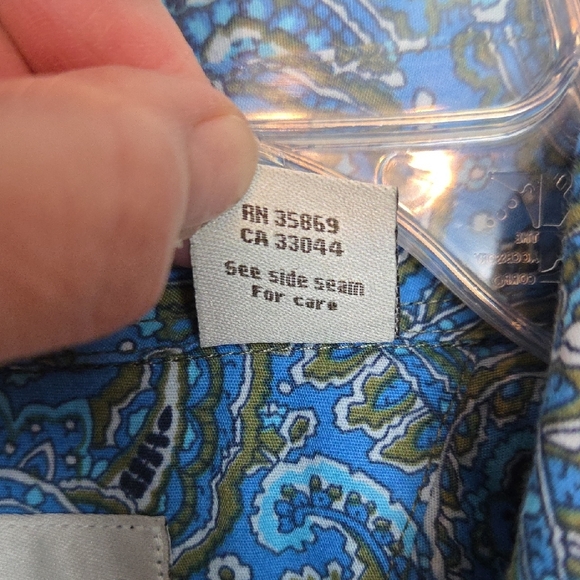 RN 35869
CA 33044
See side seam
For care